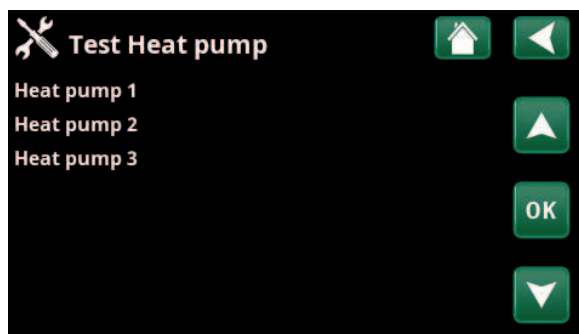 Test Heat pump
Heat pump 1
Heat pump 2
Heat pump 3
OK